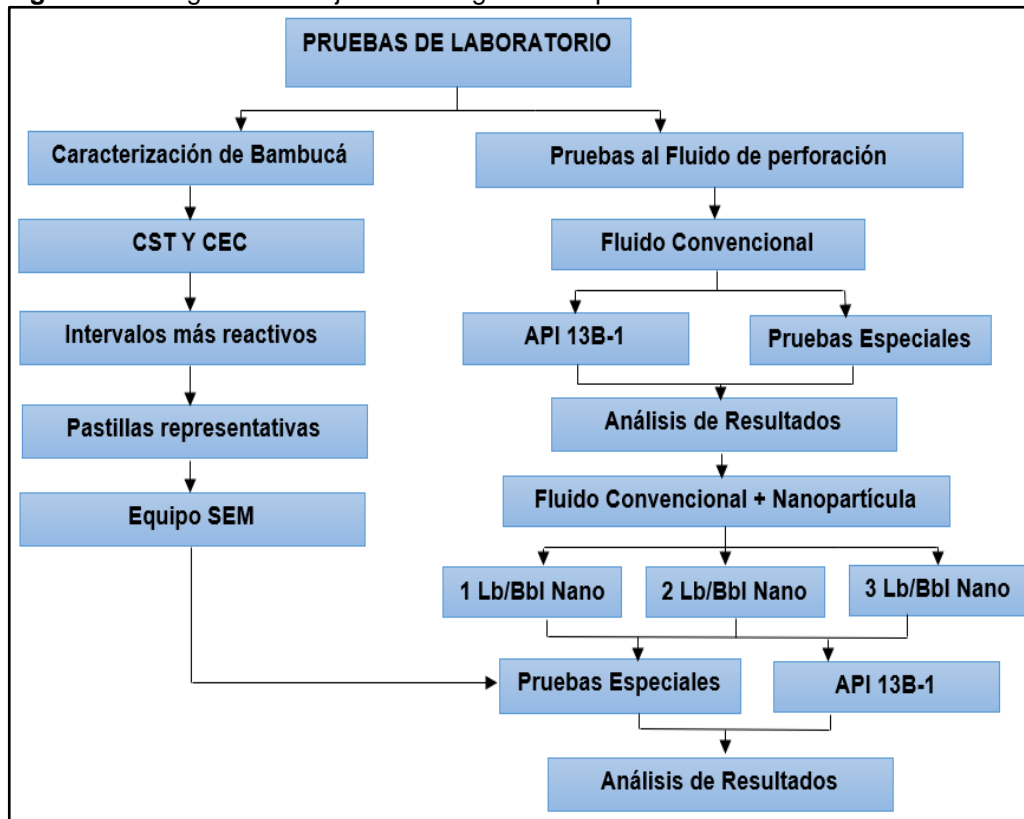 PRUEBAS DE LABORATORIO
Caracterización de Bambucá
Pruebas al Fluido de perforación
CST Y CEC
Fluido Convencional
Intervalos más reactivos
API 13B-1
Pruebas Especiales
Pastillas representativas
Análisis de Resultados
Equipo SEM
Fluido Convencional + Nanopartícula
1 Lb/Bbl Nano
2 Lb/Bbl Nano
3 Lb/Bbl Nano
Pruebas Especiales
API 13B-1
Análisis de Resultados